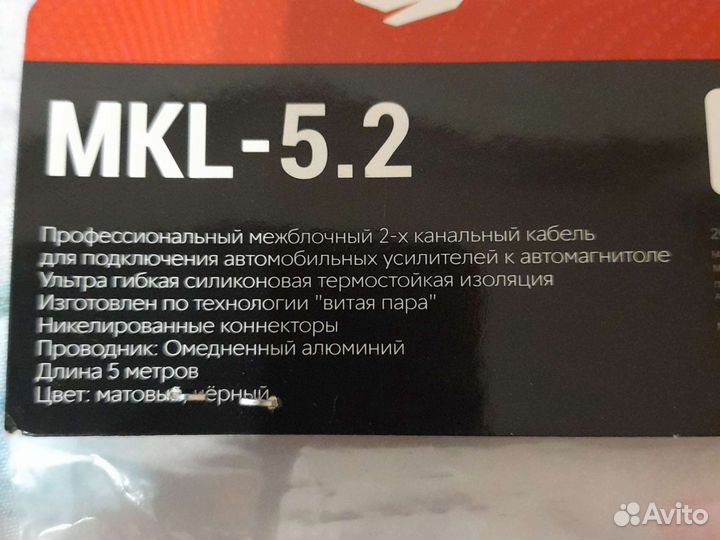 MKL-5.2
Профессиональный межблочный 2-х канальный кабель
для подключения автомобильных усилителей к автомагнитоле
Ультра гибкая силиконовая термостойкая изоляция
Изготовлен по технологии "витая пара"
Никелированные коннекторы
Проводник: Омедненный алюминий
Длина 5 метров
Цвет: матовый, чёрный
Avito